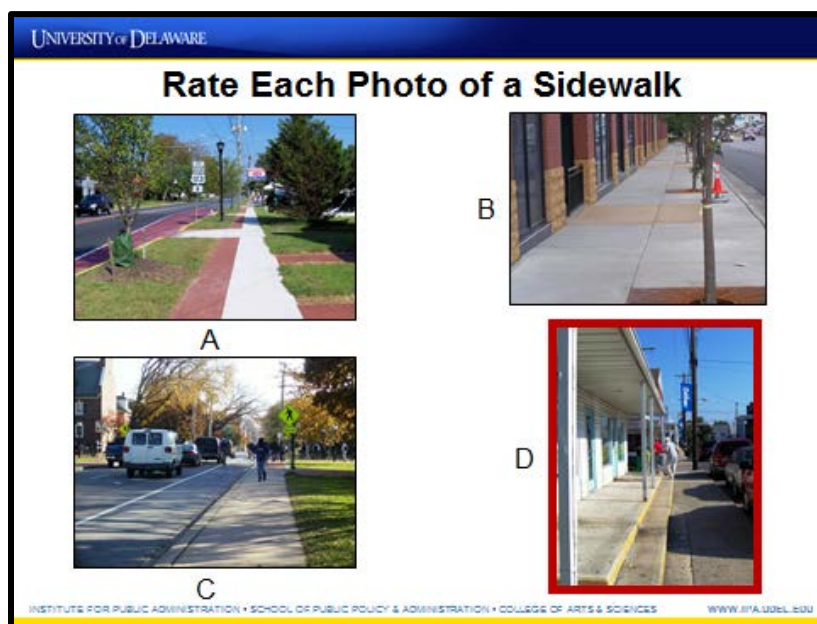 UNIVERSITY OF DELAWARE
Rate Each Photo of a Sidewalk
A
B
C
D
INSTITUTE FOR PUBLIC ADMINISTRATION • SCHOOL OF PUBLIC POLICY & ADMINISTRATION • COLLEGE OF ARTS & SCIENCES WWW.IPA.UDEL.EDU